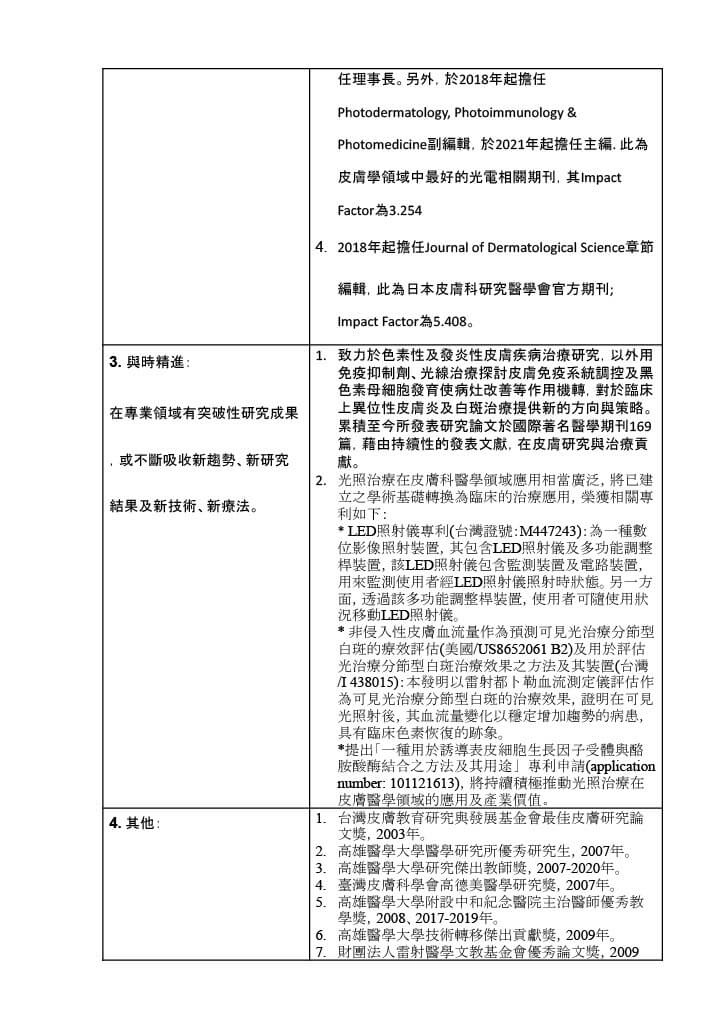 任理事長。另外，於2018年起擔任
Photodermatology, Photoimmunology &
Photomedicine副編輯，於2021年起擔任主編. 此為
皮膚學領域中最好的光電相關期刊，其Impact
Factor為3.254
4. 2018年起擔任Journal of Dermatological Science章節
編輯，此為日本皮膚科研究醫學會官方期刊;
Impact Factor為5.408。
3. 與時精進：
在專業領域有突破性研究成果
，或不斷吸收新趨勢、新研究
結果及新技術、新療法。
1. 致力於色素性及發炎性皮膚疾病治療研究，以外用
免疫抑制劑、光線治療探討皮膚免疫系統調控及黑
色素母細胞發育使病灶改善等作用機轉，對於臨床
上異位性皮膚炎及白斑治療提供新的方向與策略。
累積至今所發表研究論文於國際著名醫學期刊169
篇，藉由持續性的發表文獻，在皮膚研究與治療貢
獻。
2. 光照治療在皮膚科醫學領域應用相當廣泛，將已建
立之學術基礎轉換為臨床的治療應用，榮獲相關專
利如下：
* LED照射儀專利(台灣證號：M447243)：為一種數
位影像照射裝置，其包含LED照射儀及多功能調整
桿裝置，該LED照射儀包含監測裝置及電路裝置，
用來監測使用者經LED照射儀照射時狀態。另一方
面，透過該多功能調整桿裝置，使用者可隨使用狀
況移動LED照射儀。
* 非侵入性皮膚血流量作為預測可見光治療分節型
白斑的療效評估(美國/US8652061 B2)及用於評估
光治療分節型白斑治療效果之方法及其裝置(台灣
/I 438015)：本發明以雷射都卜勒血流測定儀評估作
為可見光治療分節型白斑的治療效果，證明在可見
光照射後，其血流量變化以穩定增加趨勢的病患，
具有臨床色素恢復的跡象。
*提出「一種用於誘導表皮細胞生長因子受體與酪
胺酸酶結合之方法及其用途」專利申請(application
number: 101121613)，將持續積極推動光照治療在
皮膚醫學領域的應用及產業價值。
4. 其他：
1. 台灣皮膚教育研究與發展基金會最佳皮膚研究論
文獎，2003年。
2. 高雄醫學大學醫學研究所優秀研究生，2007年。
3. 高雄醫學大學研究傑出教師獎，2007-2020年。
4. 臺灣皮膚科學會高德美醫學研究獎，2007年。
5. 高雄醫學大學附設中和紀念醫院主治醫師優秀教
學獎，2008、2017-2019年。
6. 高雄醫學大學技術轉移傑出貢獻獎，2009年。
7. 財團法人雷射醫學文教基金會優秀論文獎，2009